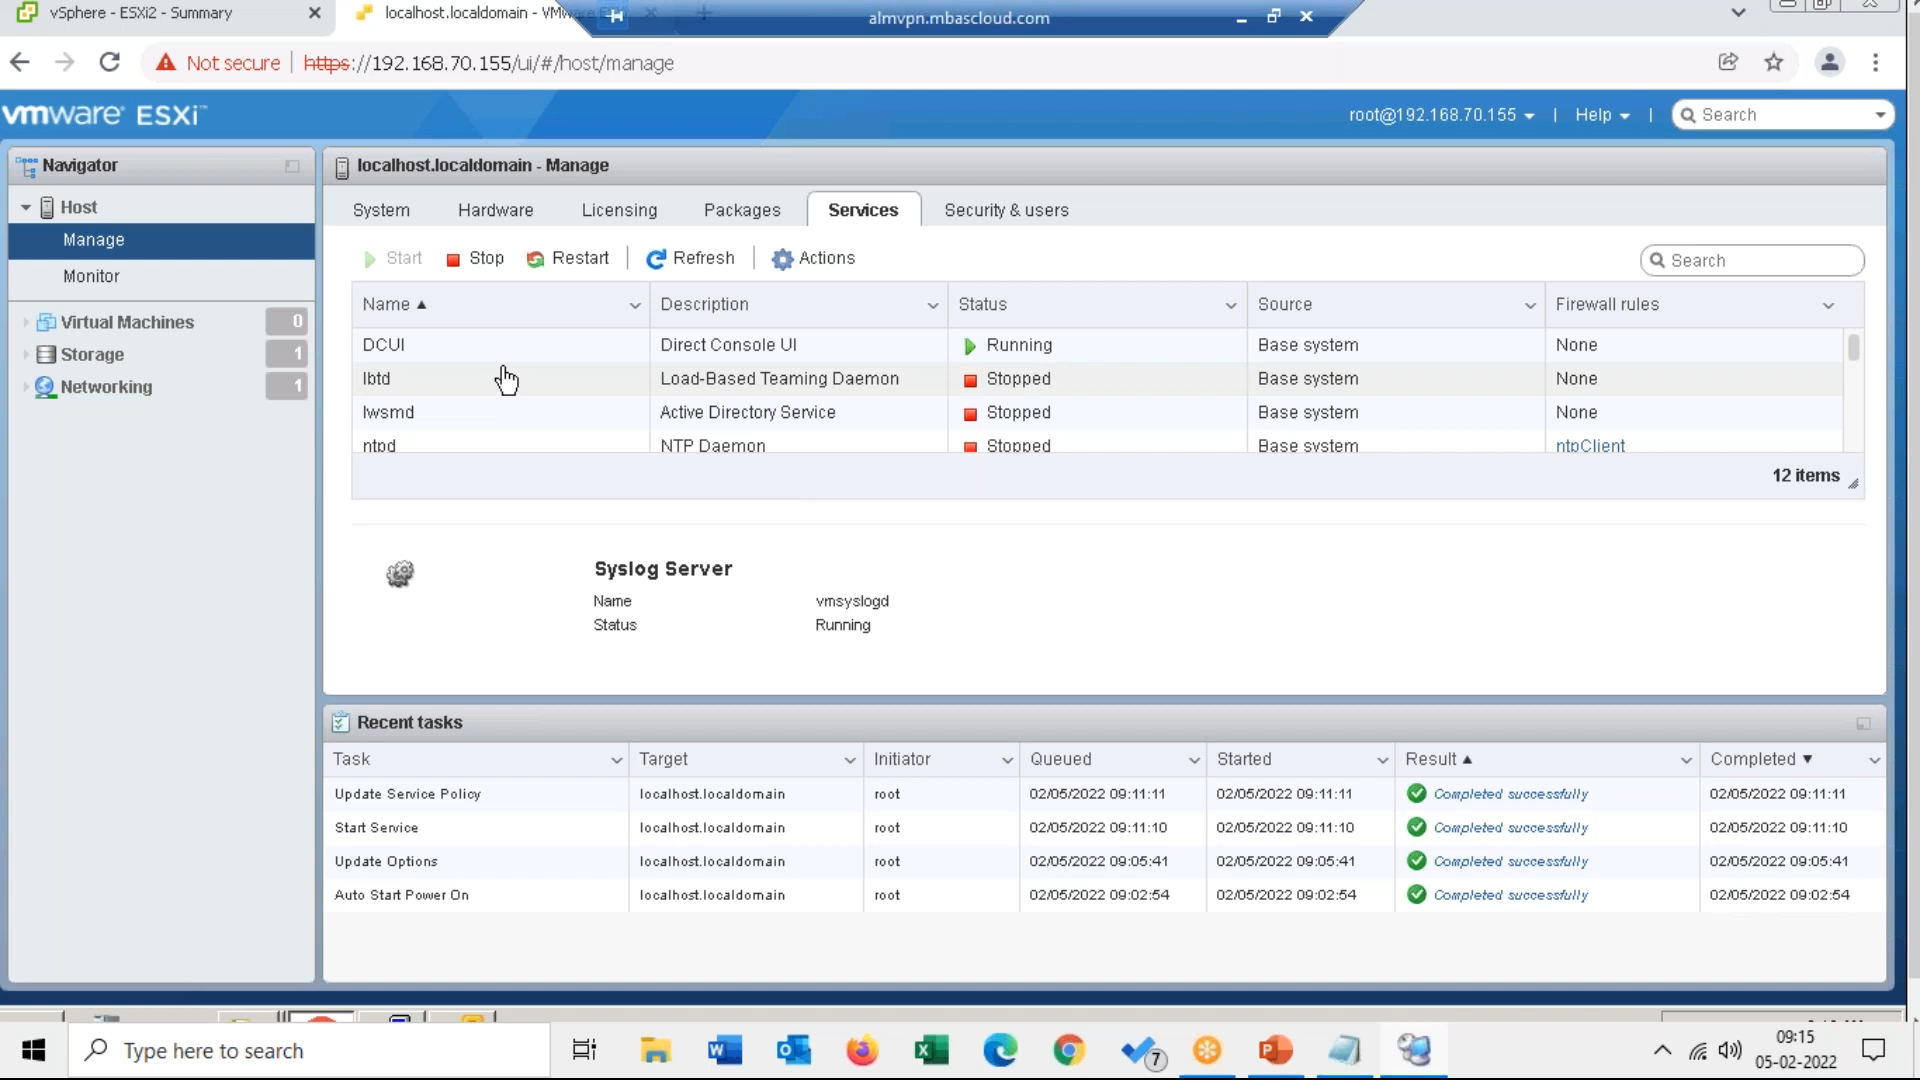 vSphere - ESXi2 - Summary
localhost.localdomain - VMware
almvpn.mbascloud.com
Not secure
https://192.168.70.155/ui/#/host/manage
vmware ESXi™
root@192.168.70.155
|
Help
|
Search
Navigator
Host
Manage
Monitor
Virtual Machines 0
Storage 1
Networking 1
localhost.localdomain - Manage
System Hardware Licensing Packages Services Security & users
Start Stop Restart Refresh Actions
Search
Name Description Status Source Firewall rules
DCUI Direct Console UI Running Base system None
lbtd Load-Based Teaming Daemon Stopped Base system None
lwsmd Active Directory Service Stopped Base system None
ntpd NTP Daemon Stopped Base system ntpClient
12 items
Syslog Server
Name vmsyslogd
Status Running
Recent tasks
Task Target Initiator Queued Started Result Completed
Update Service Policy localhost.localdomain root 02/05/2022 09:11:11 02/05/2022 09:11:11 Completed successfully 02/05/2022 09:11:11
Start Service localhost.localdomain root 02/05/2022 09:11:10 02/05/2022 09:11:10 Completed successfully 02/05/2022 09:11:10
Update Options localhost.localdomain root 02/05/2022 09:05:41 02/05/2022 09:05:41 Completed successfully 02/05/2022 09:05:41
Auto Start Power On localhost.localdomain root 02/05/2022 09:02:54 02/05/2022 09:02:54 Completed successfully 02/05/2022 09:02:54
Type here to search
7
09:15
05-02-2022